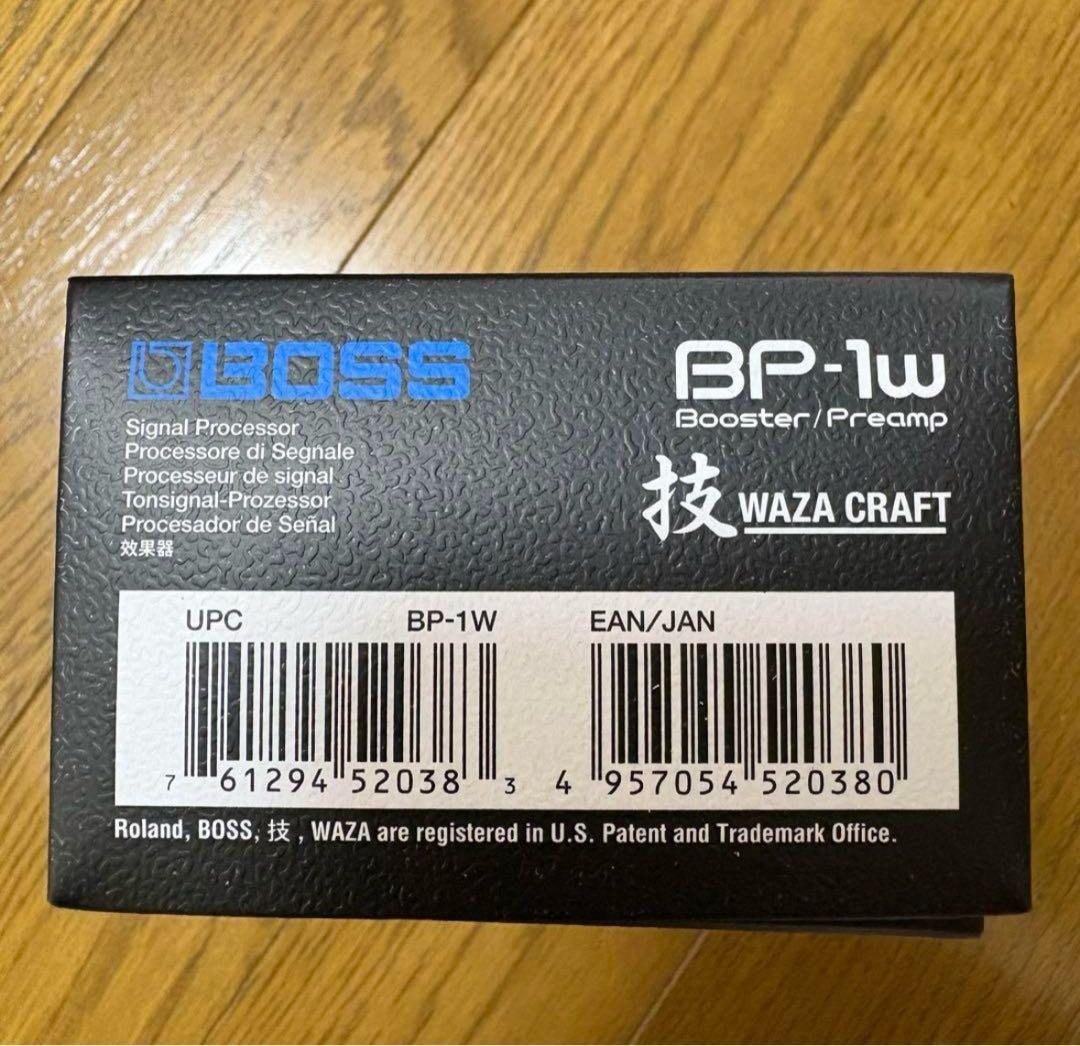 BOSS
Signal Processor
Processore di Segnale
Processeur de signal
Tonsignal-Prozessor
Procesador de Señal
效果器
BP-1W
Booster/Preamp
技 WAZA CRAFT
UPC BP-1W
7 61294 52038 3
EAN/JAN
4 957054 520380
Roland, BOSS, 技, WAZA are registered in U.S. Patent and Trademark Office.